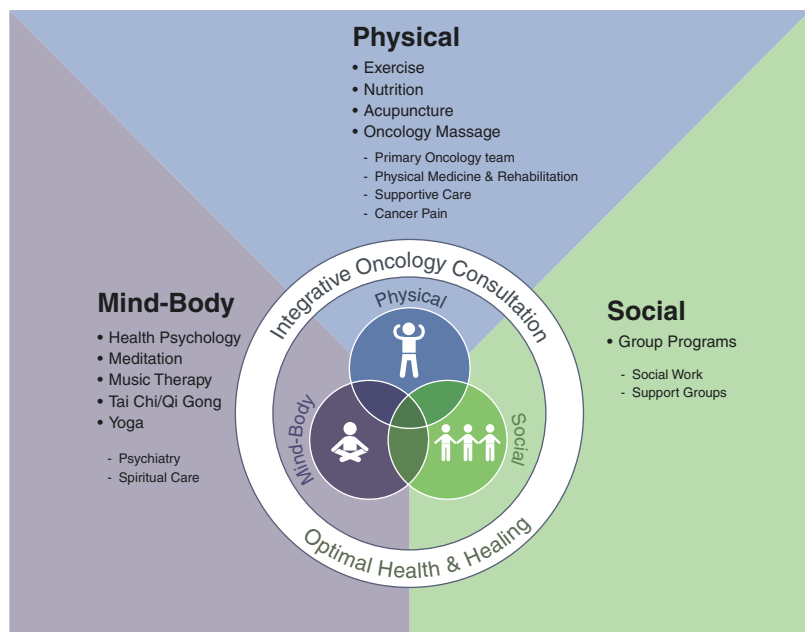 Physical
• Exercise
• Nutrition
• Acupuncture
• Oncology Massage
- Primary Oncology team
- Physical Medicine & Rehabilitation
- Supportive Care
- Cancer Pain
Mind-Body
• Health Psychology
• Meditation
• Music Therapy
• Tai Chi/Qi Gong
• Yoga
- Psychiatry
- Spiritual Care
Integrative Oncology Consultation
Physical
Mind-Body
Social
Optimal Health & Healing
Social
• Group Programs
- Social Work
- Support Groups